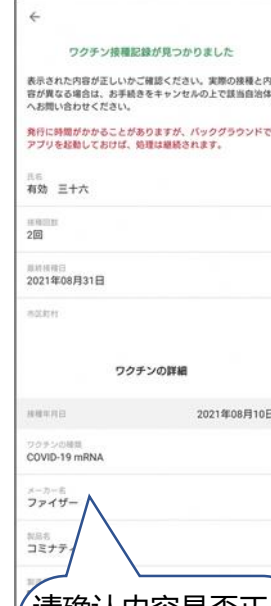 ←
ワクチン接種記録が見つかりました
表示された内容が正しいかご確認ください。実際の接種と内
容が異なる場合は、お手続きをキャンセルの上で該当自治体
へお問い合わせください。
発行に時間がかかることがありますが、バックグラウンドで
アプリを起動しておけば、処理は継続されます。
氏名
有効 三十六
接種回数
2回
最終接種日
2021年08月31日
市区町村
ワクチンの詳細
接種年月日 2021年08月10日
ワクチンの種類
COVID-19 mRNA
メーカー名
ファイザー
製品名
コミナテ
请确认内容是否正